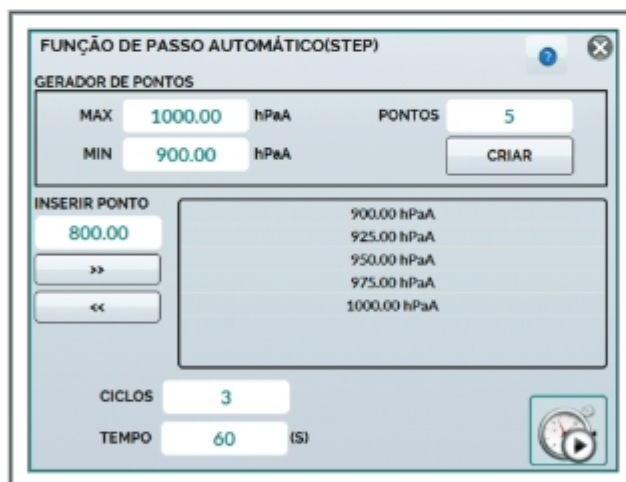 FUNÇÃO DE PASSO AUTOMÁTICO(STEP)
?
GERADOR DE PONTOS
MAX 1000.00 hPaA PONTOS 5
MIN 900.00 hPaA CRIAR
INSERIR PONTO
800.00
>>
<<
900.00 hPaA
925.00 hPaA
950.00 hPaA
975.00 hPaA
1000.00 hPaA
CICLOS 3
TEMPO 60 (S)